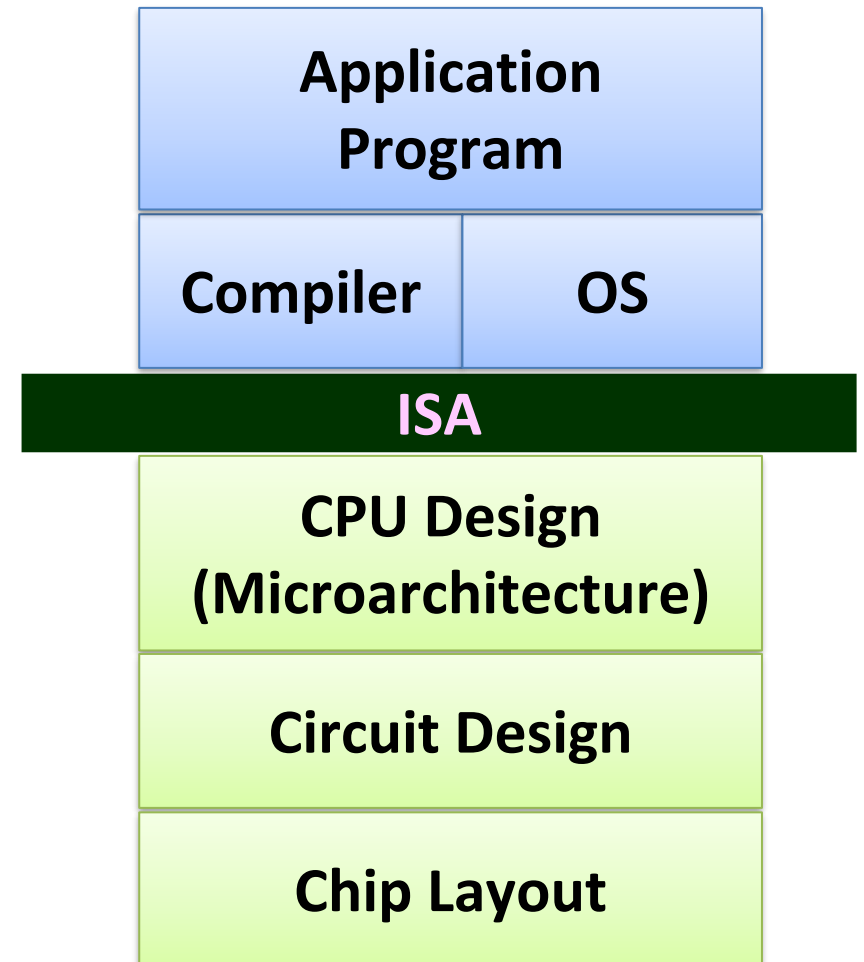 Application
Program
Compiler
OS
ISA
CPU Design
(Microarchitecture)
Circuit Design
Chip Layout